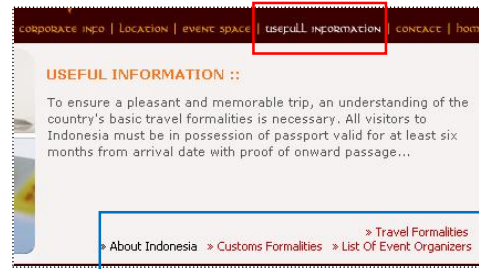 corporate info | location | event space | usefull information | contact | hom
USEFUL INFORMATION ::
To ensure a pleasant and memorable trip, an understanding of the
country's basic travel formalities is necessary. All visitors to
Indonesia must be in possession of passport valid for at least six
months from arrival date with proof of onward passage...
» Travel Formalities
» About Indonesia » Customs Formalities » List Of Event Organizers